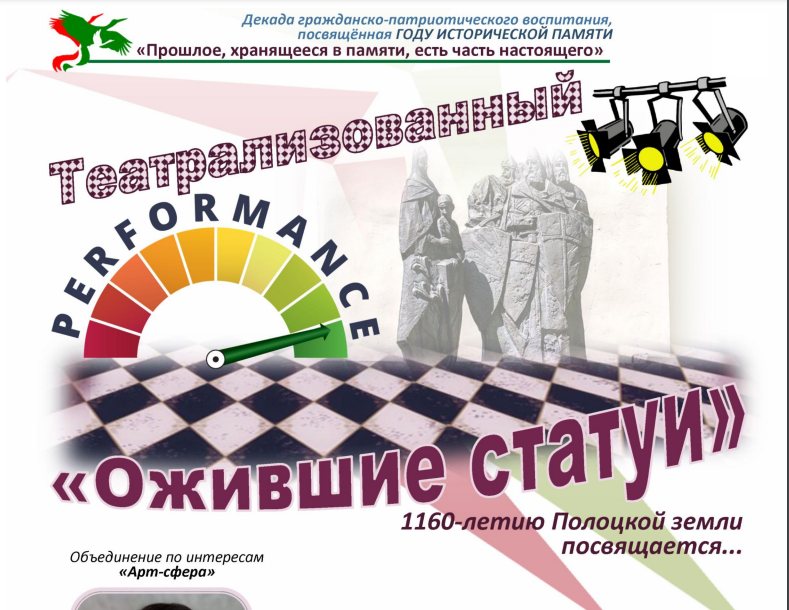 Декада гражданско-патриотического воспитания,
посвящённая ГОДУ ИСТОРИЧЕСКОЙ ПАМЯТИ
«Прошлое, хранящееся в памяти, есть часть настоящего»
Театрализованный
PERFORMANCE
«Ожившие статуи»
1160-летию Полоцкой земли
посвящается...
Объединение по интересам
«Арт-сфера»